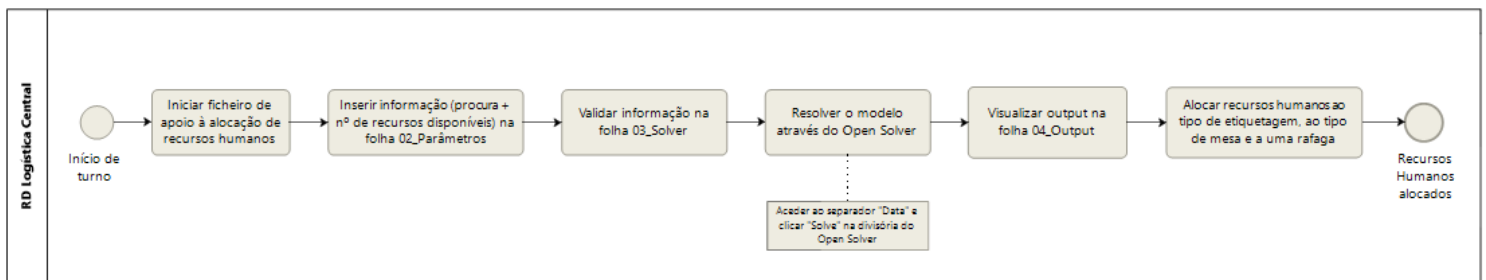 RD Logística Central
Início de
turno
Iniciar ficheiro de
apoio à alocação de
recursos humanos
Inserir informação (procura +
nº de recursos disponíveis) na
folha 02_Parâmetros
Validar informação na
folha 03_Solver
Resolver o modelo
através do Open Solver
Aceder ao separador "Data" e
clicar "Solve" na divisória do
Open Solver
Visualizar output na
folha 04_Output
Alocar recursos humanos ao
tipo de etiquetagem, ao tipo
de mesa e a uma rafaga
Recursos
Humanos
alocados